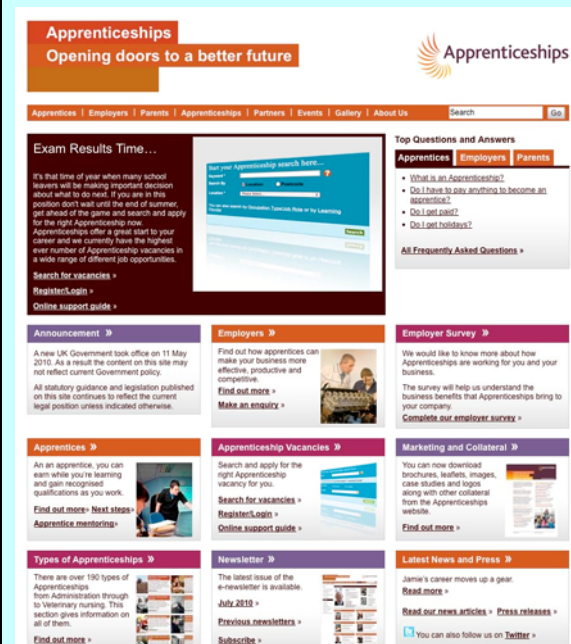 Apprenticeships
Opening doors to a better future
Apprenticeships
Apprentices | Employers | Parents | Apprenticeships | Partners | Events | Gallery | About Us
Search Go
Exam Results Time…
It's that time of year when many school
leavers will be making important decision
about what to do next. If you are in this
position don't wait until the end of summer,
get ahead of the game and search and apply
for the right Apprenticeship now.
Apprenticeships offer a great start to your
career and we currently have the highest
ever number of Apprenticeship vacancies in
a wide range of different job opportunities.
Search for vacancies »
Register/Login »
Online support guide »
Start your Apprenticeship search here...
Keyword
Search By Location Postcode
Location
Search
Top Questions and Answers
Apprentices Employers Parents
What is an Apprenticeship?
Do I have to pay anything to become an
apprentice?
Do I get paid?
Do I get holidays?
All Frequently Asked Questions »
Announcement »
A new UK Government took office on 11 May
2010. As a result the content on this site may
not reflect current Government policy.
All statutory guidance and legislation published
on this site continues to reflect the current
legal position unless indicated otherwise.
Employers »
Find out how apprentices can
make your business more
effective, productive and
competitive.
Find out more »
Make an enquiry »
Employer Survey »
We would like to know more about how
Apprenticeships are working for you and your
business.
The survey will help us understand the
business benefits that Apprenticeships bring to
your company.
Complete our employer survey »
Apprentices »
An an apprentice, you can
earn while you're learning
and gain recognised
qualifications as you work.
Find out more» Next steps»
Apprentice mentoring»
Apprenticeship Vacancies »
Search and apply for the
right Apprenticeship
vacancy for you.
Search for vacancies »
Register/Login »
Online support guide »
Marketing and Collateral »
You can now download
brochures, leaflets, images,
case studies and logos
along with other collateral
from the Apprenticeships
website.
Find out more »
Types of Apprenticeships »
There are over 190 types of
Apprenticeships
from Administration through
to Veterinary nursing. This
section gives information on
all of them.
Find out more »
Newsletter »
The latest issue of the
e-newsletter is available.
July 2010 »
Previous newsletters »
Subscribe »
Latest News and Press »
Jamie's career moves up a gear.
Read more »
Read our news articles » Press releases »
You can also follow us on Twitter »